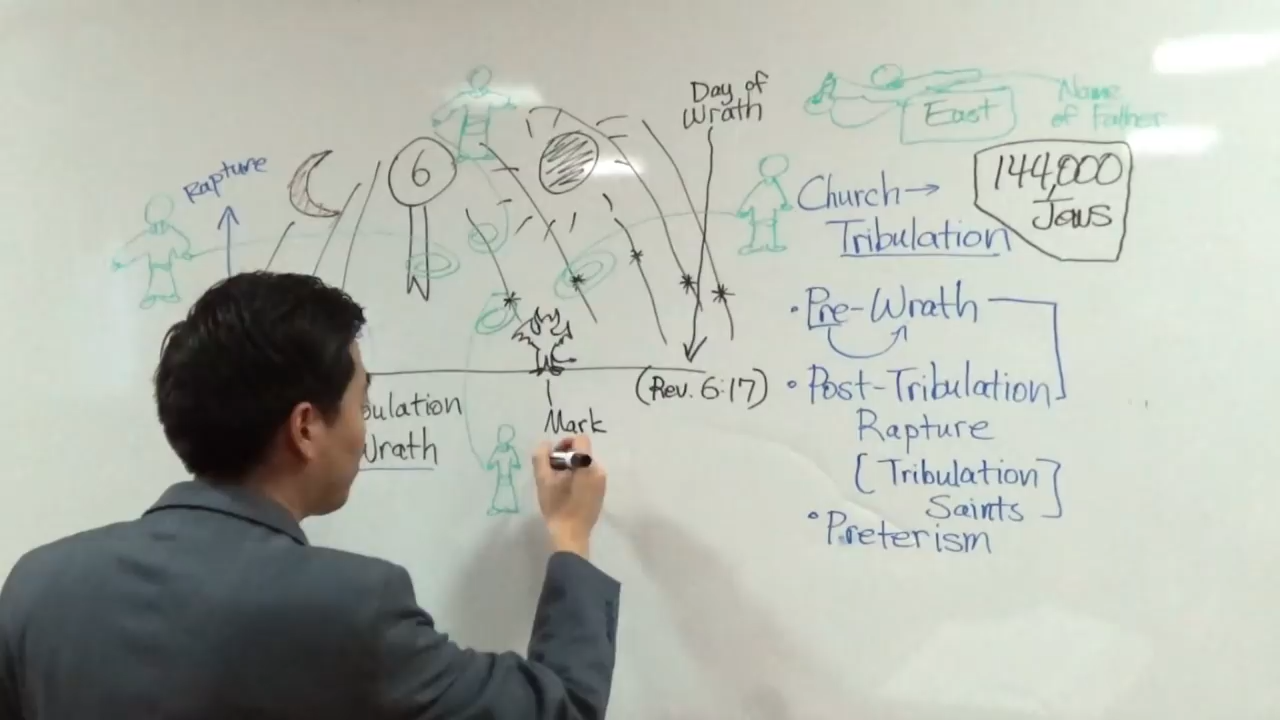 Rapture
6
Day of
Wrath
East
Name
of Father
Church→
Tribulation
144,000
Jews
• Pre-Wrath
(Rev. 6:17)
• Post-Tribulation
Rapture
[Tribulation
Saints]
• Preterism
bulation
Wrath
Mark